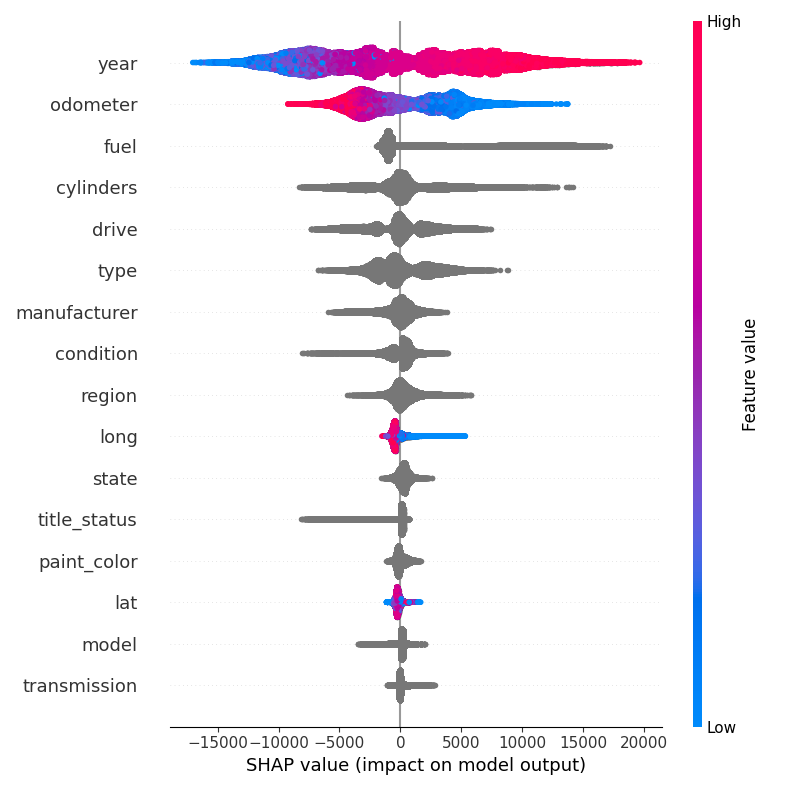 High
year
odometer
fuel
cylinders
drive
type
manufacturer
condition
region
long
state
title_status
paint_color
lat
model
transmission
Feature value
Low
−15000 −10000 −5000 0 5000 10000 15000 20000
SHAP value (impact on model output)